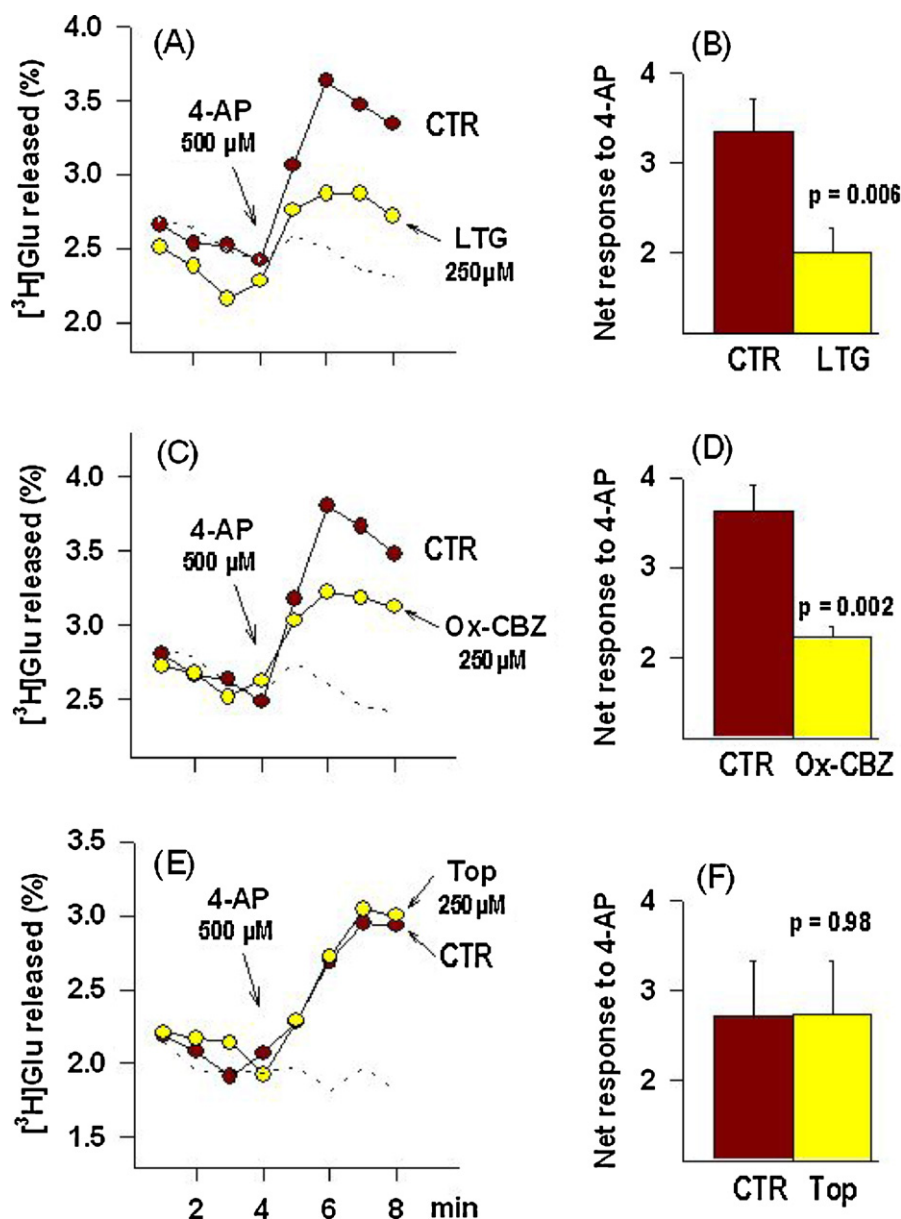 (A)
[³H]Glu released (%)
4.0
3.5
3.0
2.5
2.0
4-AP
500 µM
CTR
LTG
250µM
(B)
Net response to 4-AP
4
3
2
p = 0.006
CTR LTG
(C)
[³H]Glu released (%)
4.0
3.5
3.0
2.5
4-AP
500 µM
CTR
Ox-CBZ
250 µM
2 4 6 8
(D)
Net response to 4-AP
4
3
2
p = 0.002
CTR Ox-CBZ
(E)
[³H]Glu released (%)
3.5
3.0
2.5
2.0
1.5
4-AP
500 µM
Top
250 µM
CTR
2 4 6 8 min
(F)
Net response to 4-AP
4
3
2
p = 0.98
CTR Top